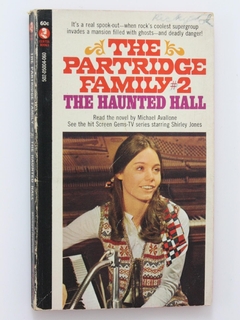 60c
It's a real spook-out—when rock's coolest supergroup
invades a mansion filled with ghosts—and deadly danger!
THE
PARTRIDGE
FAMILY #2
THE HAUNTED HALL
Read the novel by Michael Avallone
See the hit Screen Gems-TV series starring Shirley Jones